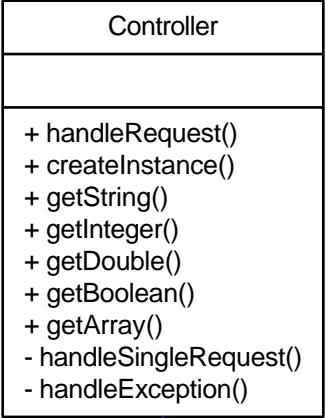 Controller
+ handleRequest()
+ createInstance()
+ getString()
+ getInteger()
+ getDouble()
+ getBoolean()
+ getArray()
- handleSingleRequest()
- handleException()